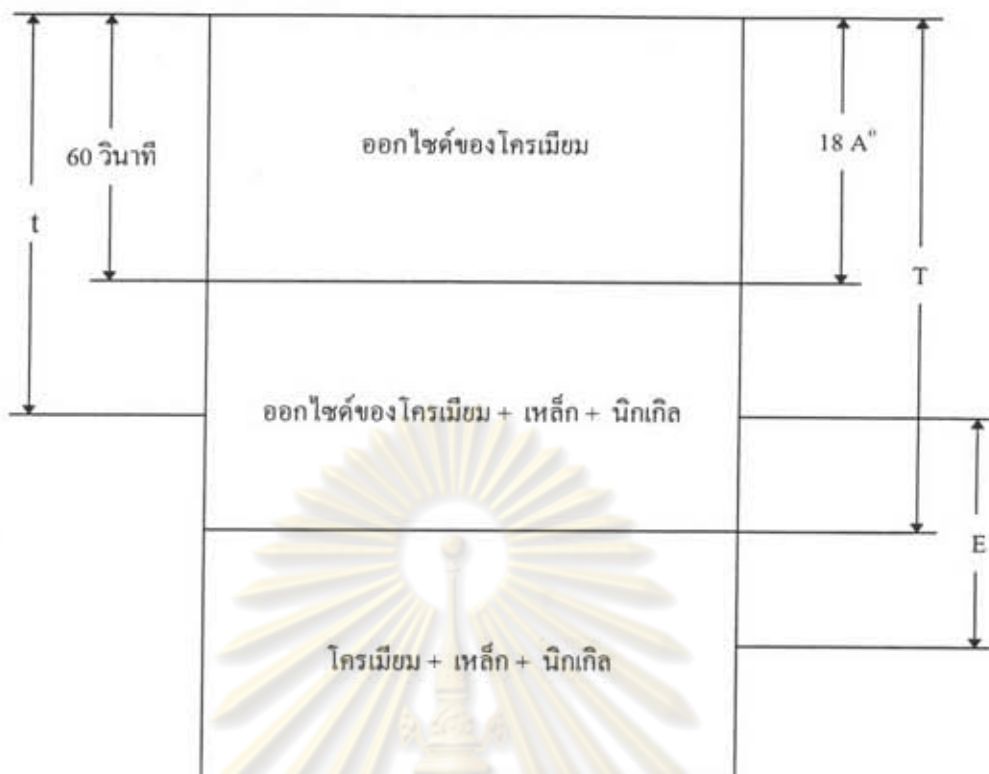 60 วินาที
ออกไซด์ของโครเมียม
18 A°
t
T
ออกไซด์ของโครเมียม + เหล็ก + นิกเกิล
E
โครเมียม + เหล็ก + นิกเกิล